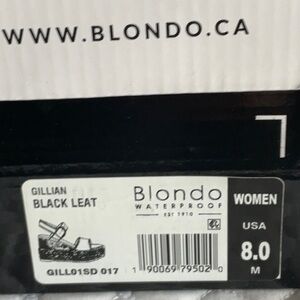 WWW.BLONDO.CA
GILLIAN
BLACK LEAT
Blondo
WATERPROOF
EST 1910
WOMEN
USA
8.0
M
GILL01SD 017
1 90069 79502 0